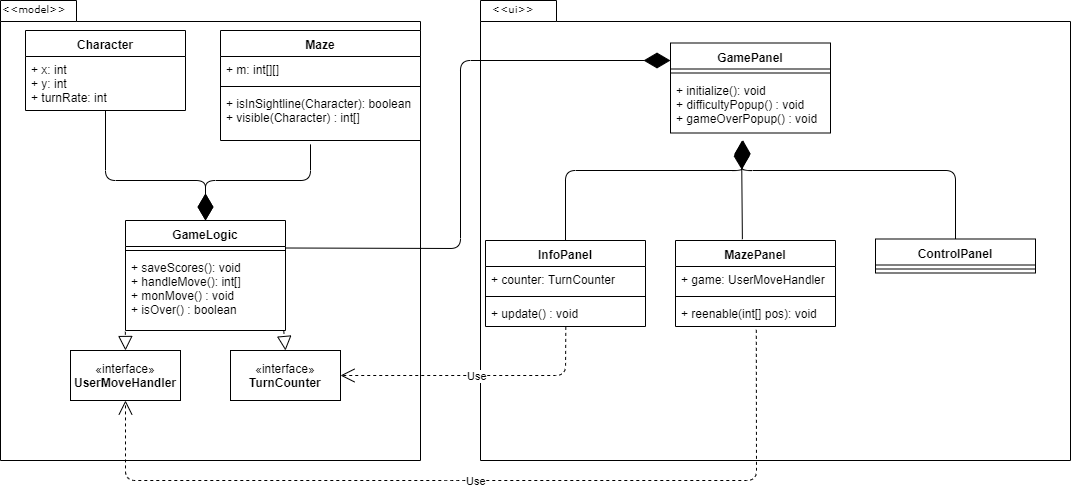 <<model>>
Character
+ x: int
+ y: int
+ turnRate: int
Maze
+ m: int[][]
+ isInSightline(Character): boolean
+ visible(Character) : int[]
GameLogic
+ saveScores(): void
+ handleMove(): int[]
+ monMove() : void
+ isOver() : boolean
«interface»
UserMoveHandler
«interface»
TurnCounter
<<ui>>
GamePanel
+ initialize(): void
+ difficultyPopup() : void
+ gameOverPopup() : void
InfoPanel
+ counter: TurnCounter
+ update() : void
MazePanel
+ game: UserMoveHandler
+ reenable(int[] pos): void
ControlPanel
Use
Use